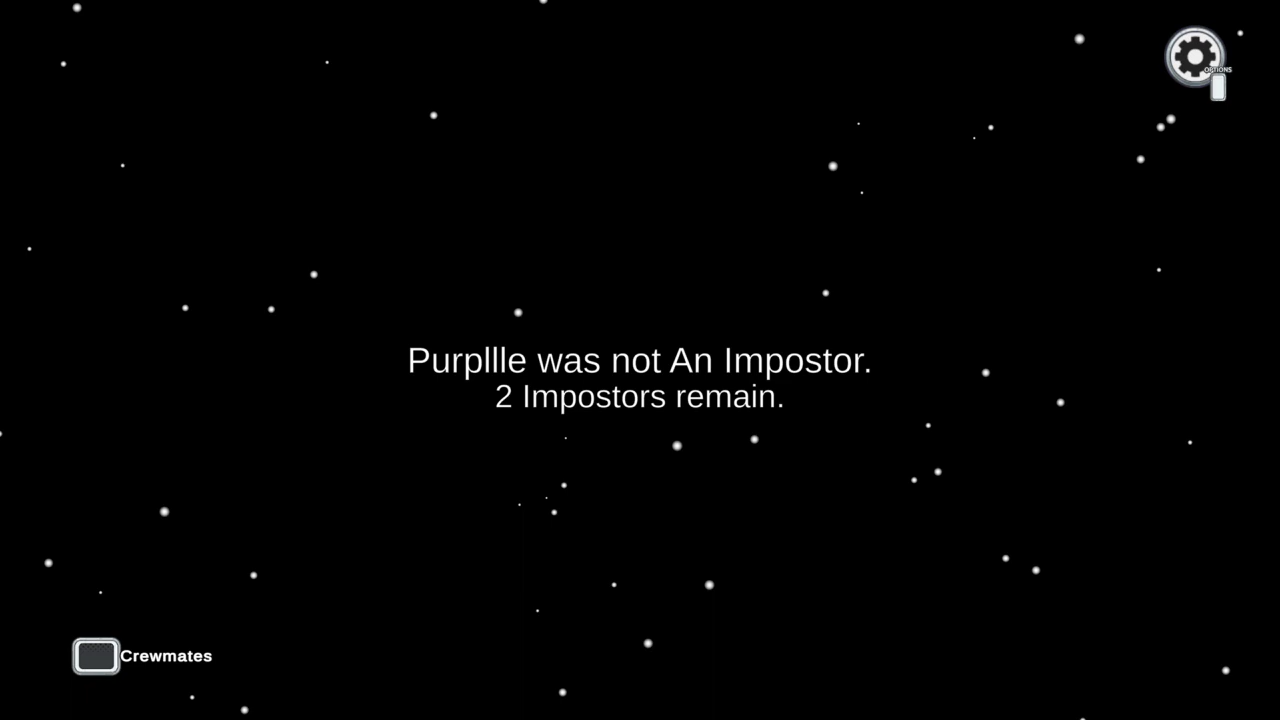 OPTIONS
Purpllle was not An Impostor.
2 Impostors remain.
Crewmates